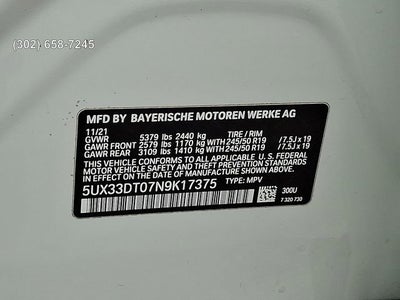 (302) 658-7245
MFD BY BAYERISCHE MOTOREN WERKE AG
11/21
GVWR 5379 lbs 2440 kg TIRE / RIM
GAWR FRONT 2579 lbs 1170 kg 245/50 R19 /7.5J x 19
GAWR REAR 3109 lbs 1410 kg 245/50 R19 /7.5J x 19
THIS VEHICLE CONFORMS TO ALL APPLICABLE U.S. FEDERAL
MOTOR VEHICLE SAFETY, BUMPER, AND THEFT PREVENTION STANDARDS
IN EFFECT ON THE DATE OF MANUFACTURE SHOWN ABOVE.
5UX33DT07N9K17375 TYPE: MPV
300U
7 320 730